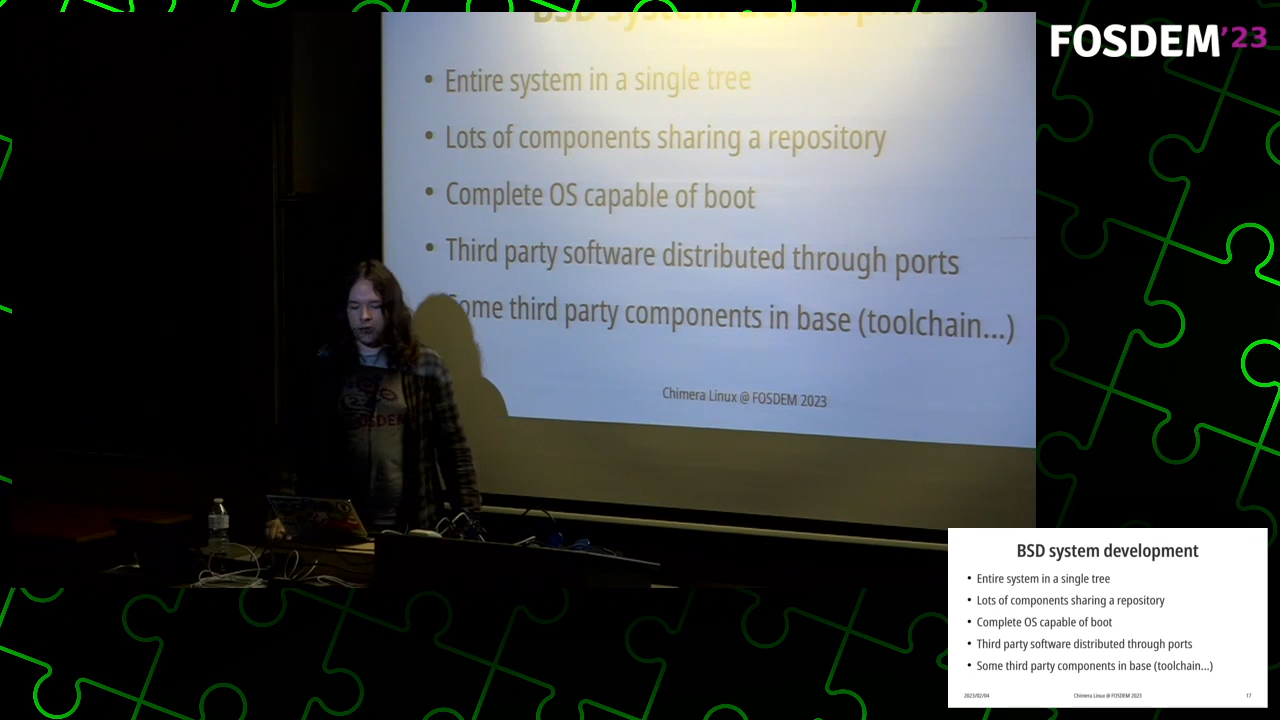 FOSDEM'23
BSD system development
• Entire system in a single tree
• Lots of components sharing a repository
• Complete OS capable of boot
• Third party software distributed through ports
Some third party components in base (toolchain...)
Chimera Linux @ FOSDEM 2023
FOSDEM
BSD system development
• Entire system in a single tree
• Lots of components sharing a repository
• Complete OS capable of boot
• Third party software distributed through ports
• Some third party components in base (toolchain...)
2023/02/04
Chimera Linux @ FOSDEM 2023
17